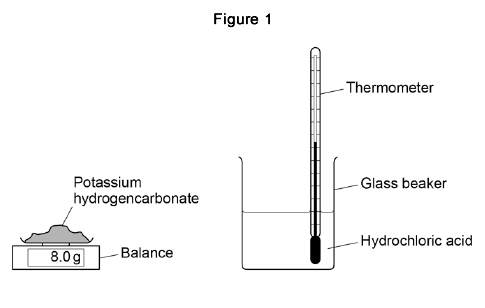 Figure 1
Thermometer
Potassium
hydrogencarbonate
Glass beaker
Hydrochloric acid
Balance
8.0 g